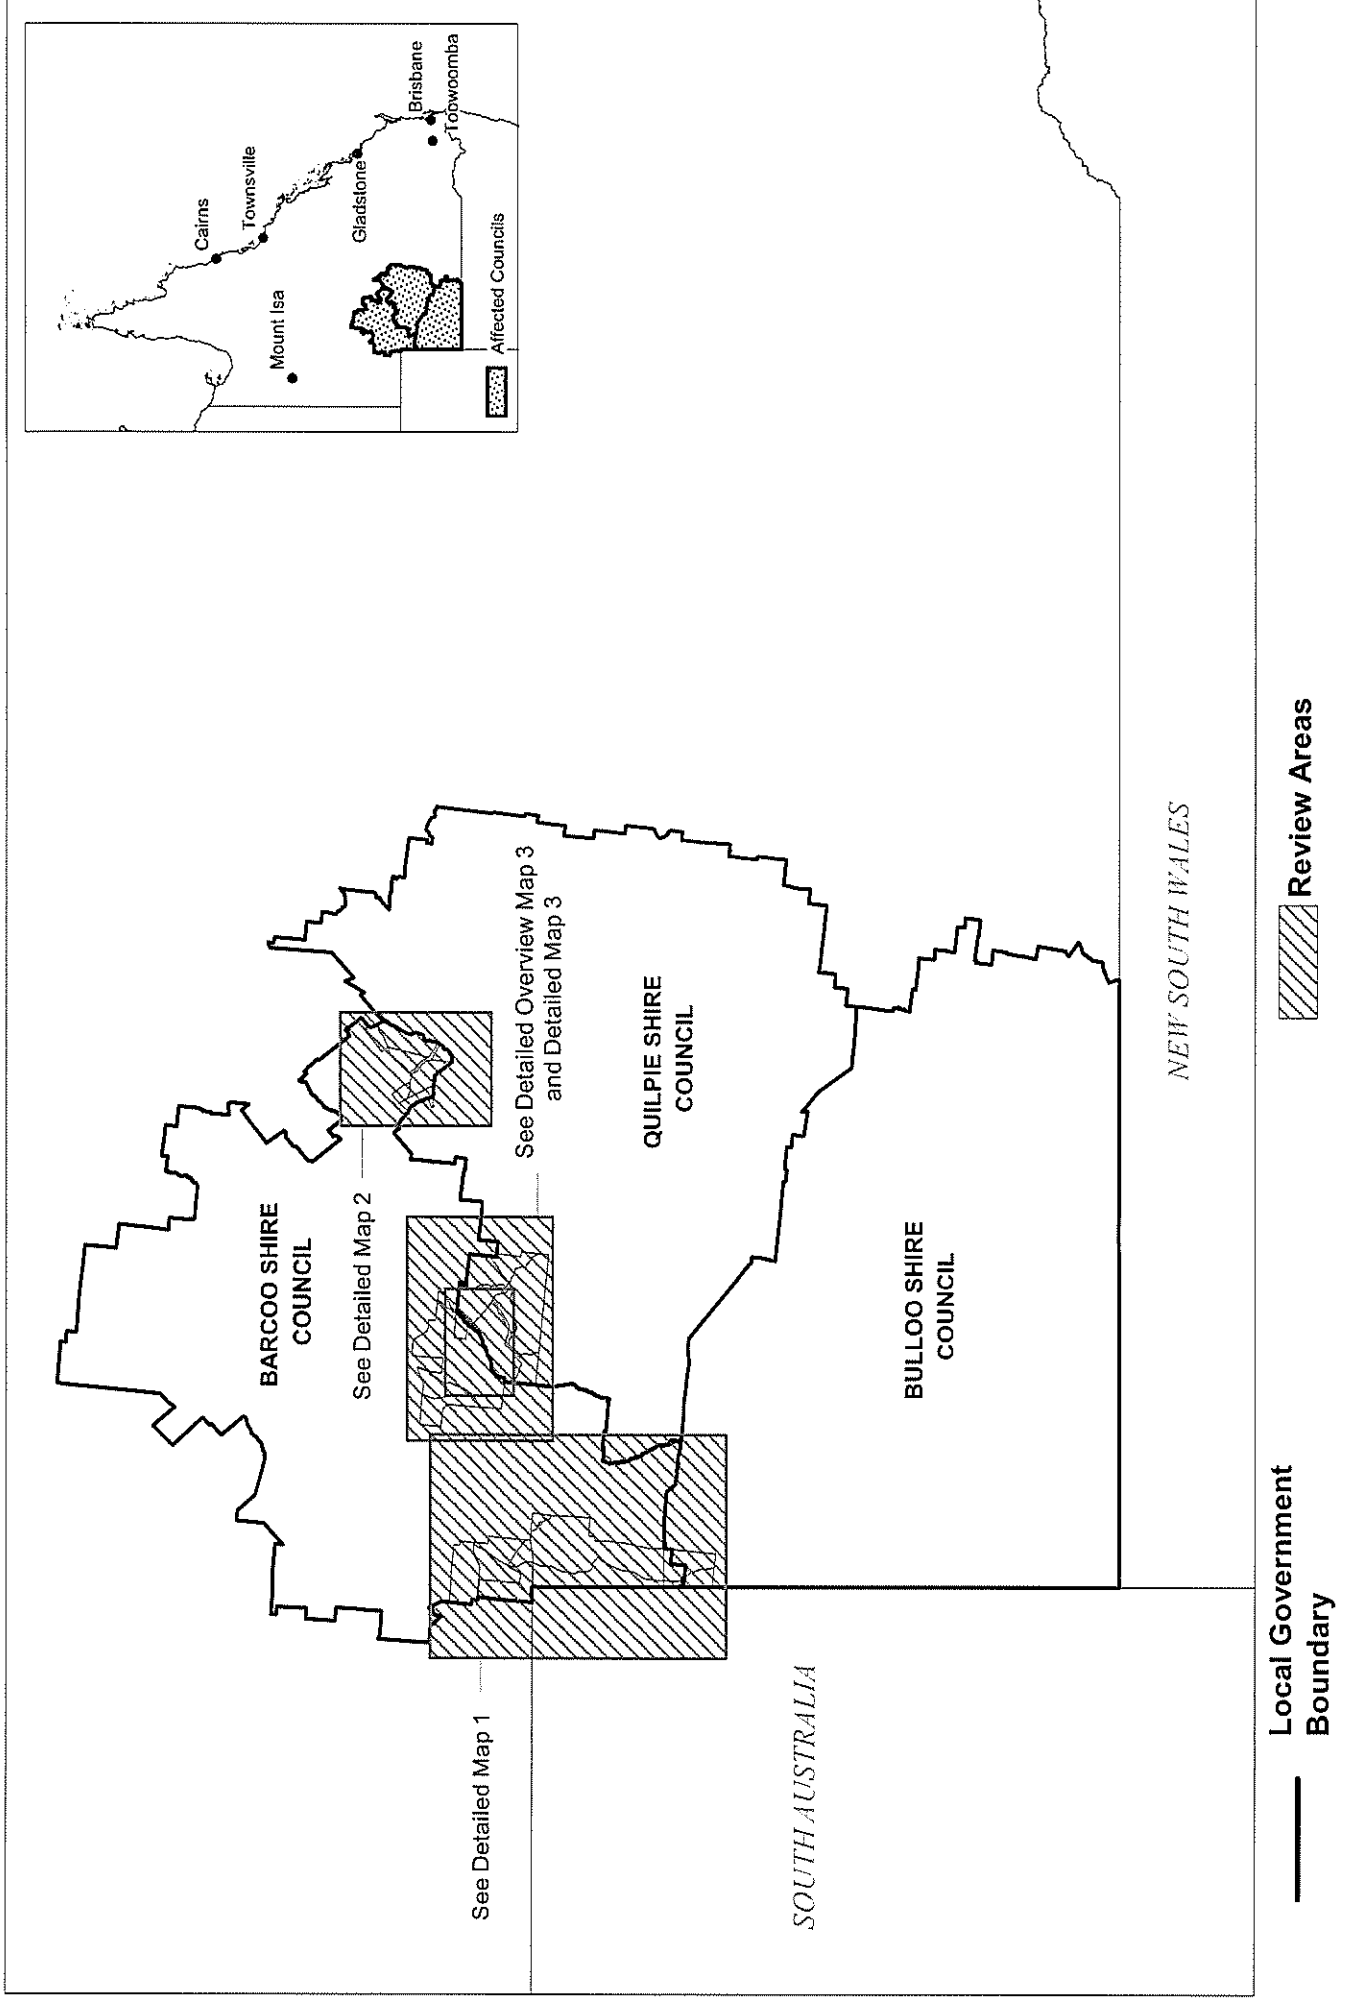 Cairns
Townsville
Mount Isa
Gladstone
Brisbane
Toowoomba
Affected Councils
BARCOO SHIRE
COUNCIL
See Detailed Map 2
See Detailed Overview Map 3
and Detailed Map 3
QUILPIE SHIRE
COUNCIL
See Detailed Map 1
BULLOO SHIRE
COUNCIL
SOUTH AUSTRALIA
NEW SOUTH WALES
Local Government
Boundary
Review Areas